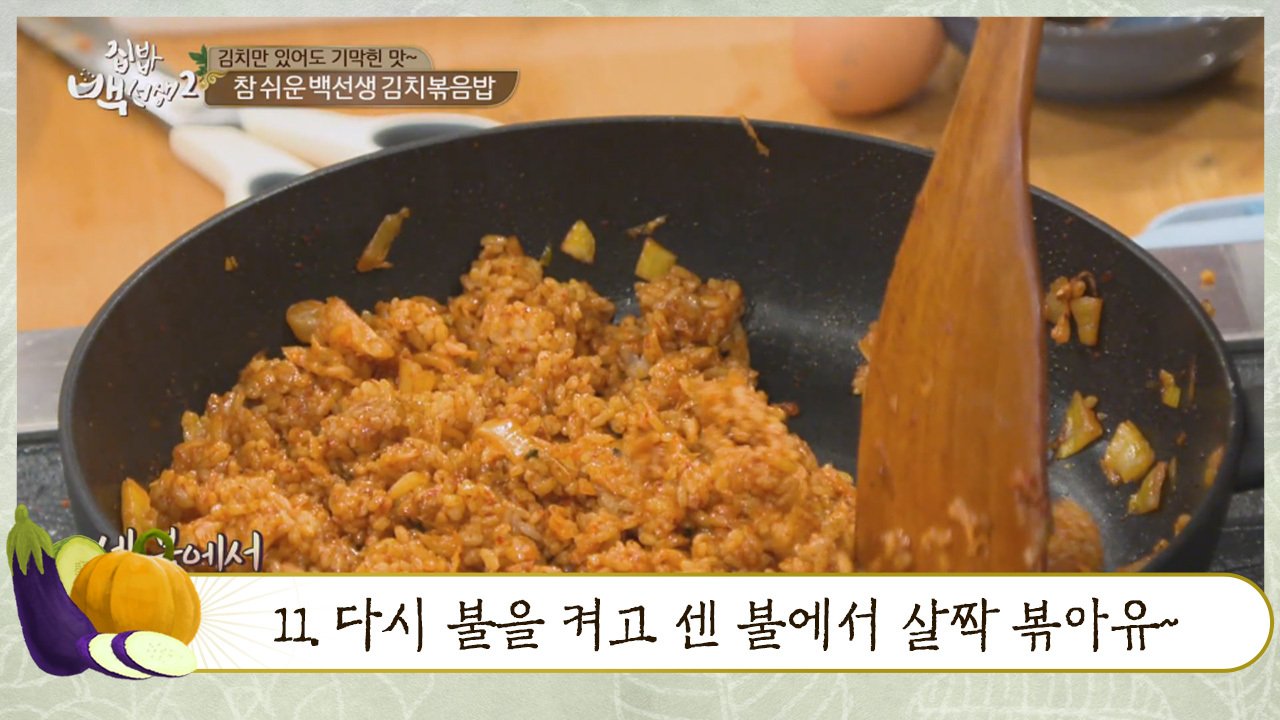 집밥
백선생2
김치만 있어도 기막힌 맛~
참 쉬운 백선생 김치볶음밥
에서
11. 다시 불을 켜고 센 불에서 살짝 볶아유~